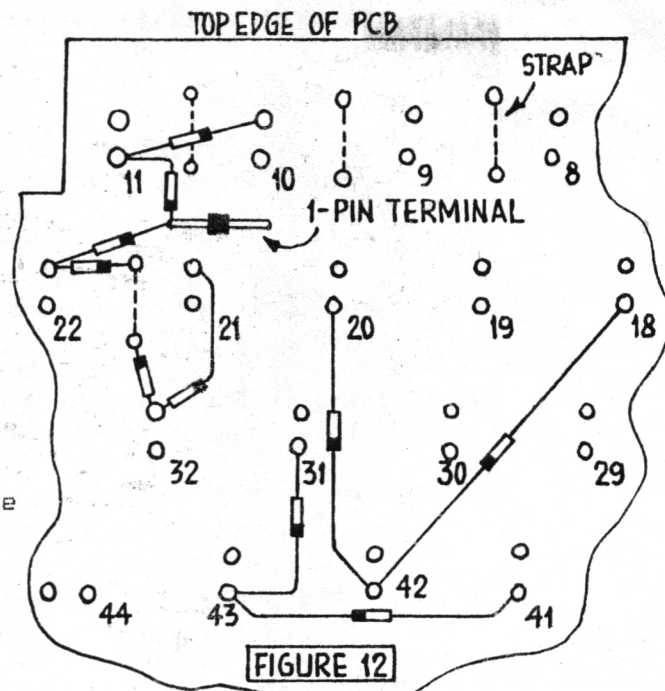 TOP EDGE OF PCB
STRAP
11 10 9 8
1-PIN TERMINAL
22 21 20 19 18
32 31 30 29
e
44 43 42 41
FIGURE 12